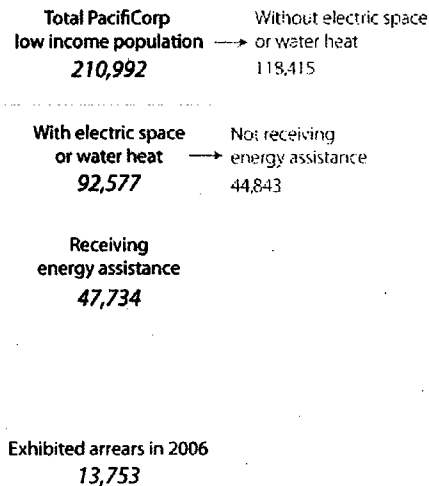 Total PacifiCorp
low income population
210,992
Without electric space
or water heat
118,415
With electric space
or water heat
92,577
Not receiving
energy assistance
44,843
Receiving
energy assistance
47,734
Exhibited arrears in 2006
13,753